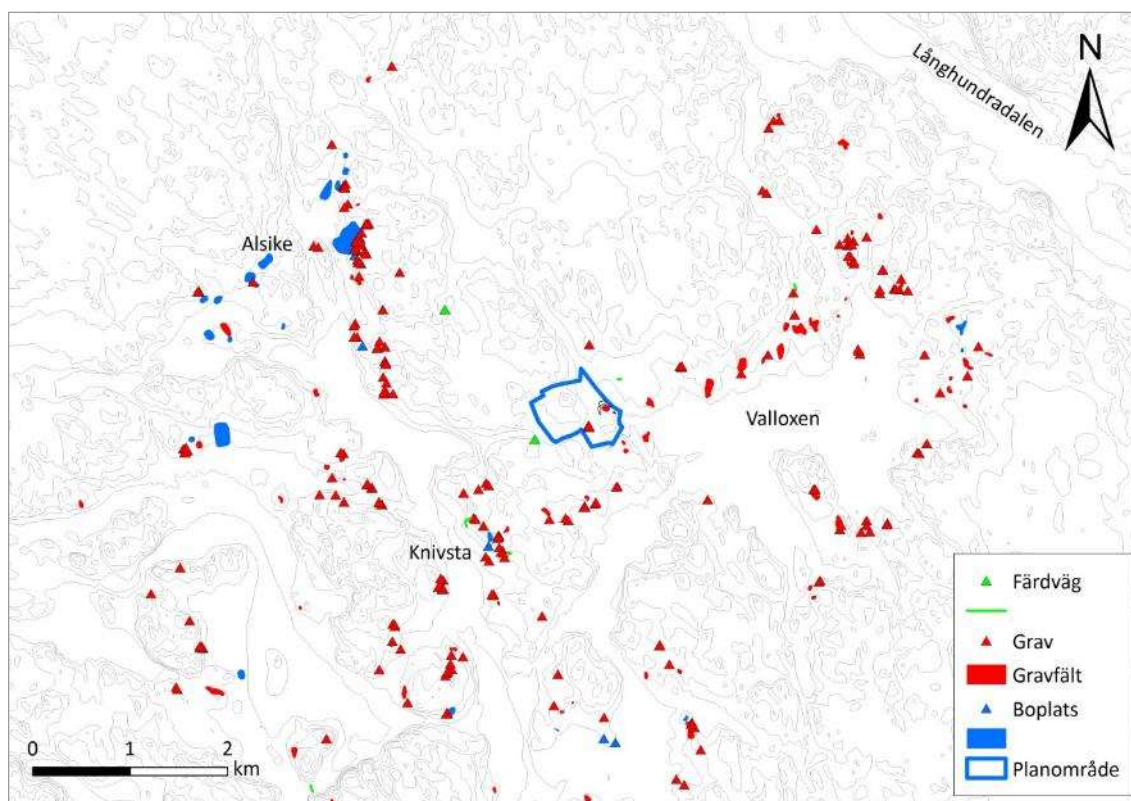 Långhundradalen
N
Alsike
Valloxen
Knivsta
Färdväg
Grav
Gravfält
Boplats
Planområde
0 1 2
km